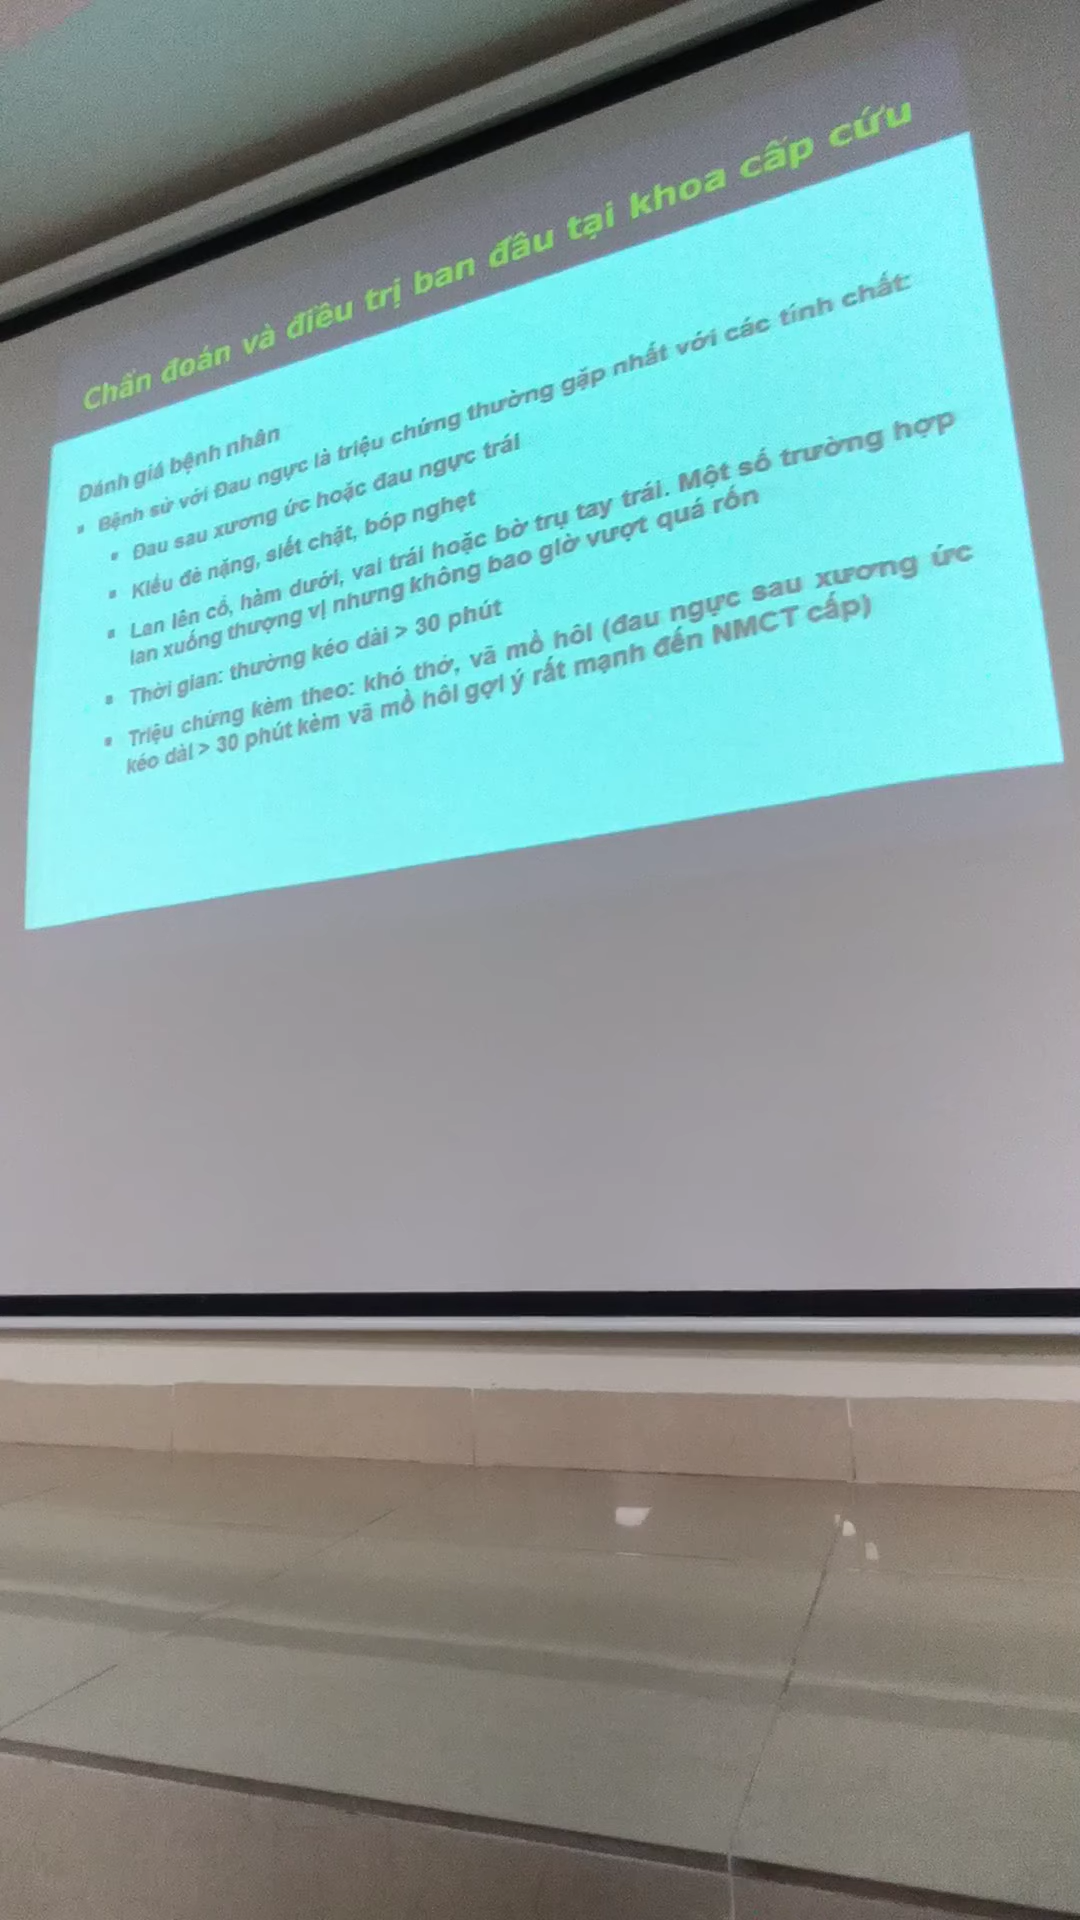 Chẩn đoán và điều trị ban đầu tại khoa cấp cứu
Đánh giá bệnh nhân
▪ Bệnh sử với Đau ngực là triệu chứng thường gặp nhất với các tính chất:
▪ Đau sau xương ức hoặc đau ngực trái
▪ Kiểu đè nặng, siết chặt, bóp nghẹt
▪ Lan lên cổ, hàm dưới, vai trái hoặc bờ trụ tay trái. Một số trường hợp
lan xuống thượng vị nhưng không bao giờ vượt quá rốn
▪ Thời gian: thường kéo dài > 30 phút
▪ Triệu chứng kèm theo: khó thở, vã mồ hôi (đau ngực sau xương ức
kéo dài > 30 phút kèm vã mồ hôi gợi ý rất mạnh đến NMCT cấp)